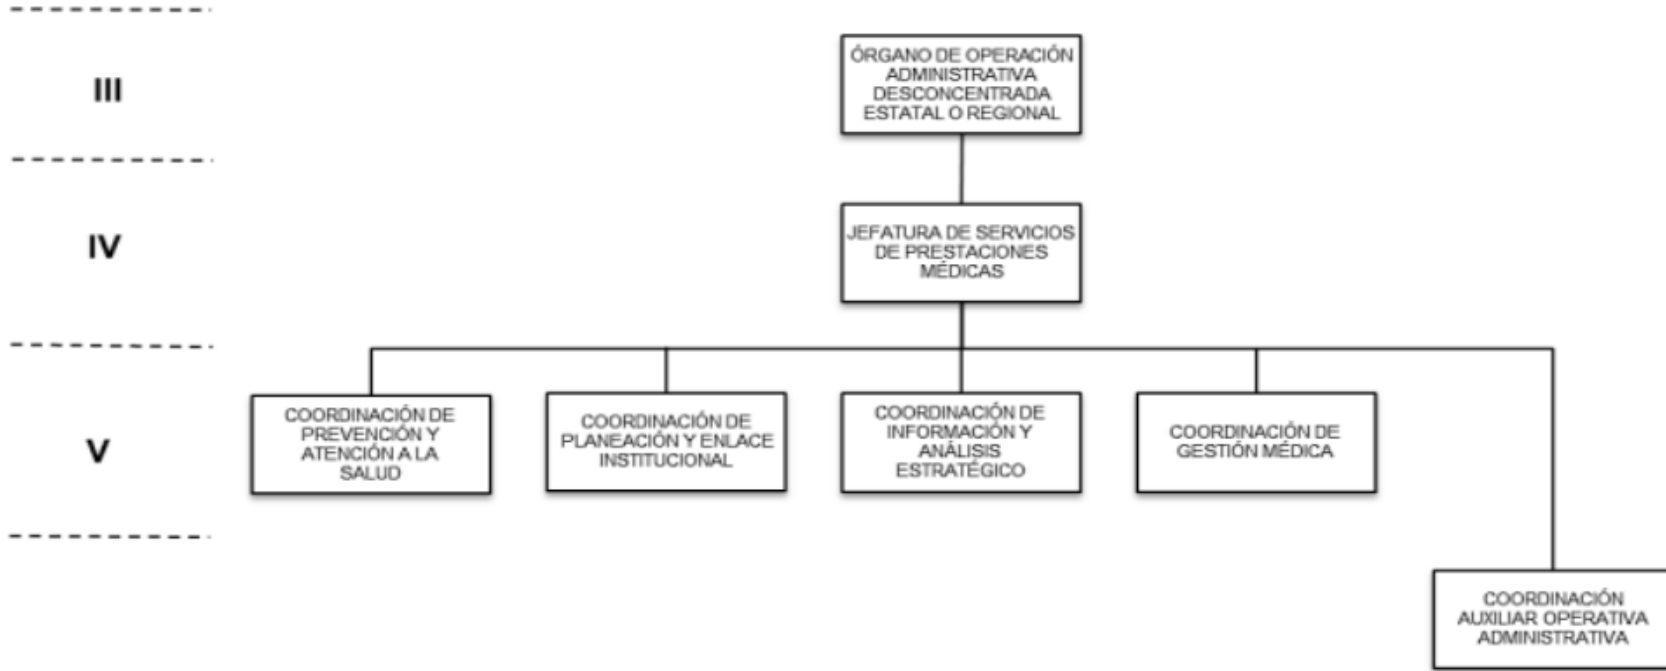 III
ÓRGANO DE OPERACIÓN
ADMINISTRATIVA
DESCONCENTRADA
ESTATAL O REGIONAL
IV
JEFATURA DE SERVICIOS
DE PRESTACIONES
MÉDICAS
V
COORDINACIÓN DE
PREVENCIÓN Y
ATENCIÓN A LA
SALUD
COORDINACIÓN DE
PLANEACIÓN Y ENLACE
INSTITUCIONAL
COORDINACIÓN DE
INFORMACIÓN Y
ANÁLISIS
ESTRATÉGICO
COORDINACIÓN DE
GESTIÓN MÉDICA
COORDINACIÓN
AUXILIAR OPERATIVA
ADMINISTRATIVA